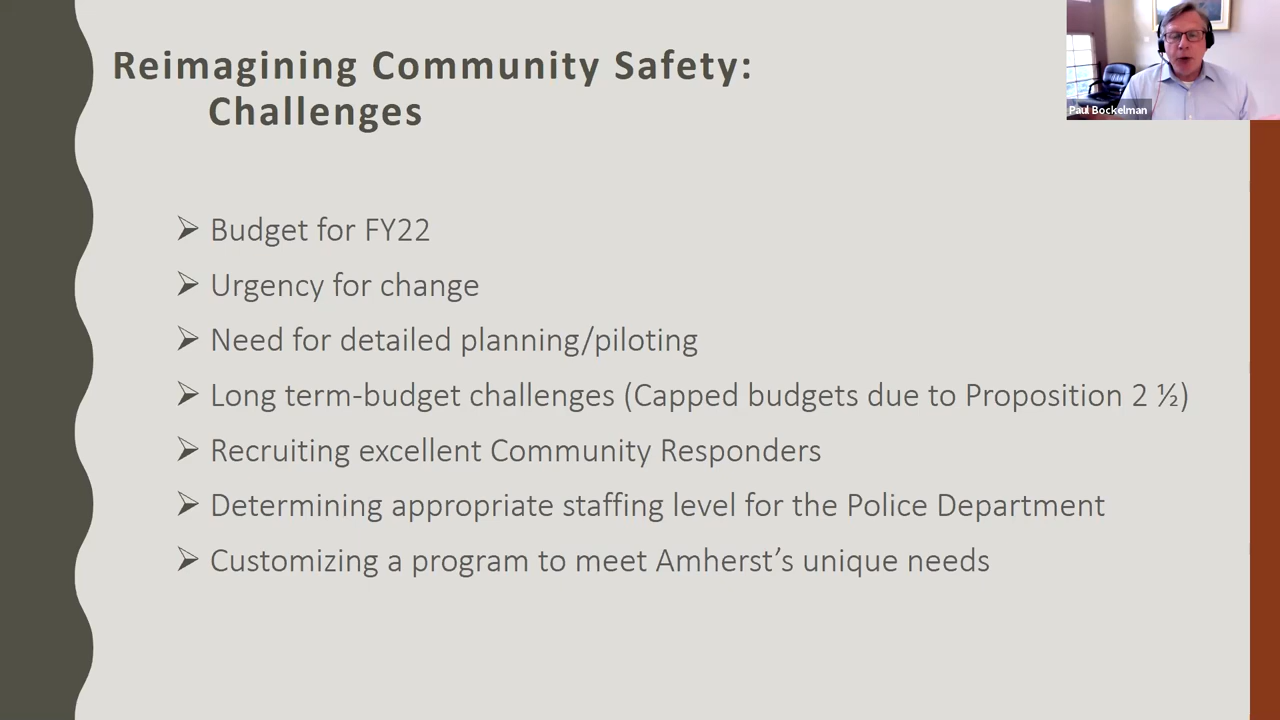 Reimagining Community Safety:
Challenges
Paul Bockelman
➢ Budget for FY22
➢ Urgency for change
➢ Need for detailed planning/piloting
➢ Long term-budget challenges (Capped budgets due to Proposition 2 ½)
➢ Recruiting excellent Community Responders
➢ Determining appropriate staffing level for the Police Department
➢ Customizing a program to meet Amherst’s unique needs